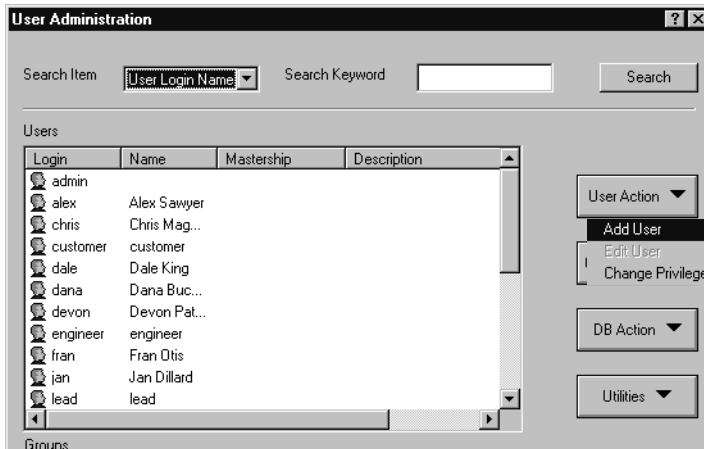 User Administration
Search Item User Login Name Search Keyword Search
Users
Login Name Mastership Description
admin
alex Alex Sawyer
chris Chris Mag...
customer customer
dale Dale King
dana Dana Buc...
devon Devon Pat...
engineer engineer
fran Fran Otis
jan Jan Dillard
lead lead
User Action
Add User
Edit User
Change Privilege
DB Action
Utilities
Groups